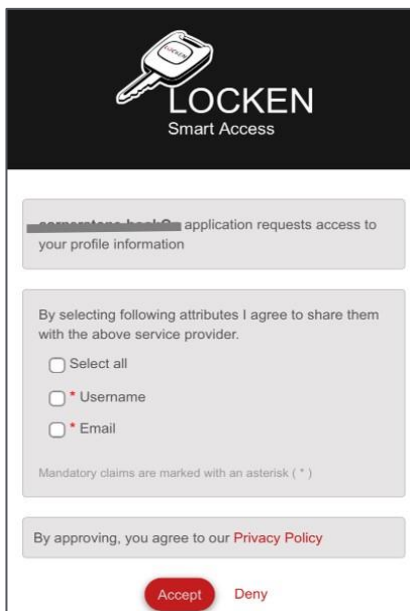 LOCKEN
Smart Access
application requests access to
your profile information
By selecting following attributes I agree to share them
with the above service provider.
Select all
* Username
* Email
Mandatory claims are marked with an asterisk ( * )
By approving, you agree to our Privacy Policy
Accept Deny